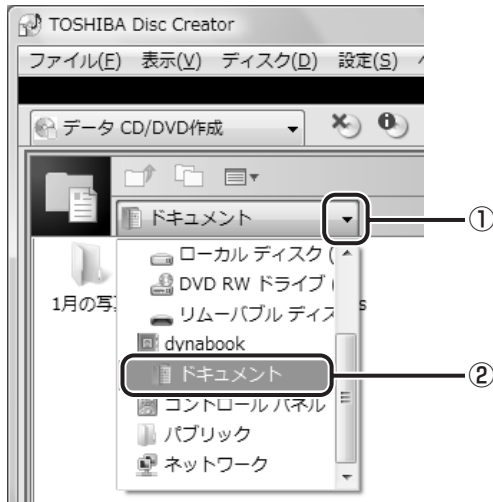 TOSHIBA Disc Creator
ファイル(F) 表示(V) ディスク(D) 設定(S)
データ CD/DVD作成
ドキュメント
①
ローカル ディスク (
DVD RW ドライブ (
1月の写 s
リムーバブル ディス
dynabook
ドキュメント
②
コントロール パネル
パブリック
ネットワーク